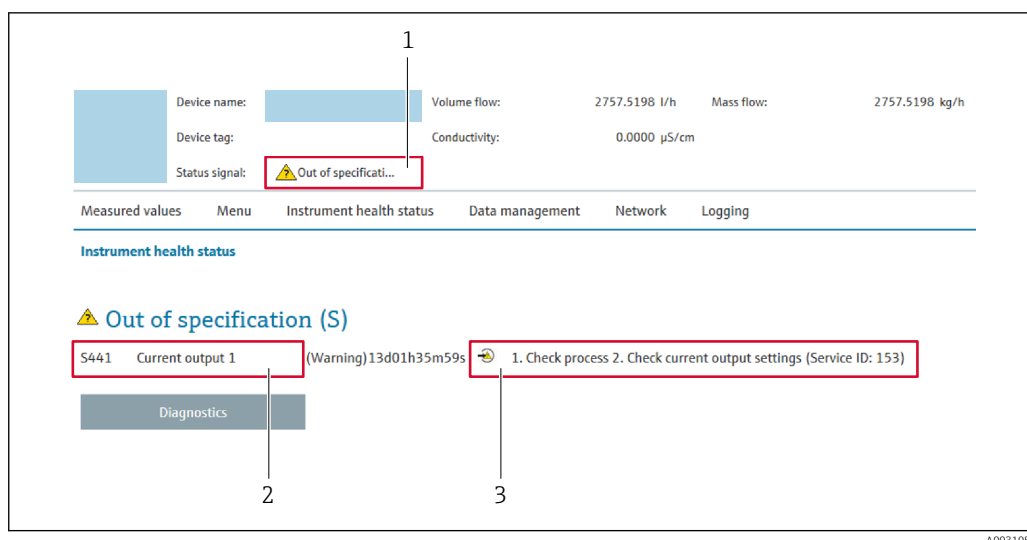 1
Device name: Volume flow: 2757.5198 l/h Mass flow: 2757.5198 kg/h
Device tag: Conductivity: 0.0000 µS/cm
Status signal: Out of specificati...
Measured values Menu Instrument health status Data management Network Logging
Instrument health status
Out of specification (S)
S441 Current output 1 (Warning)13d01h35m59s 1. Check process 2. Check current output settings (Service ID: 153)
Diagnostics
2 3